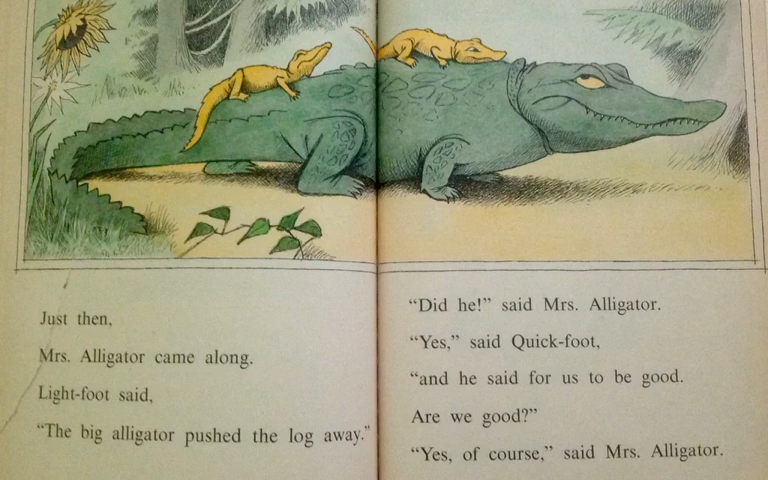 Just then,
Mrs. Alligator came along.
Light-foot said,
“The big alligator pushed the log away.”
“Did he!” said Mrs. Alligator.
“Yes,” said Quick-foot,
“and he said for us to be good.
Are we good?”
“Yes, of course,” said Mrs. Alligator.